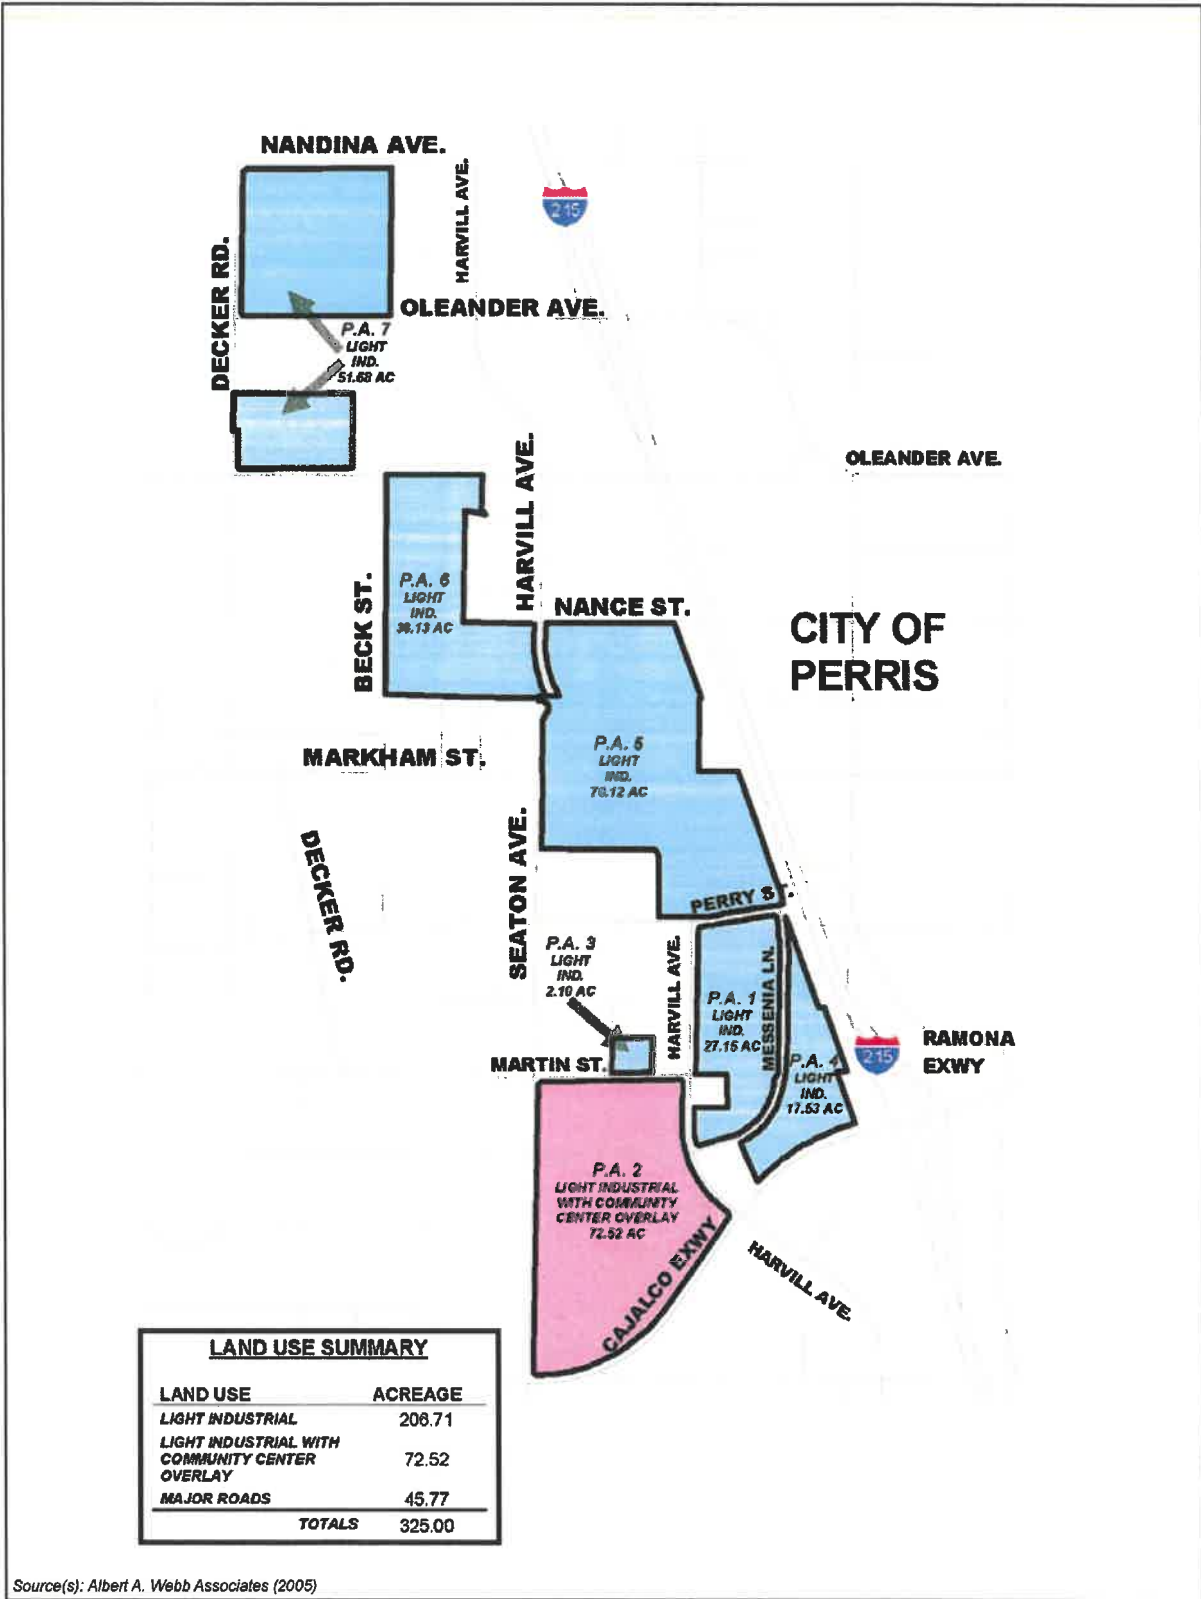 NANDINA AVE.
HARVILL AVE.
215
DECKER RD.
OLEANDER AVE.
P.A. 7
LIGHT
IND.
51.68 AC
HARVILL AVE.
OLEANDER AVE.
BECK ST.
P.A. 6
LIGHT
IND.
38.13 AC
NANCE ST.
CITY OF
PERRIS
MARKHAM ST.
P.A. 5
LIGHT
IND.
70.12 AC
DECKER RD.
SEATON AVE.
PERRY ST.
P.A. 3
LIGHT
IND.
2.10 AC
HARVILL AVE.
P.A. 1
LIGHT
IND.
27.15 AC
MESSENIA LN.
P.A. 4
LIGHT
IND.
17.53 AC
215
RAMONA
EXWY
MARTIN ST.
P.A. 2
LIGHT INDUSTRIAL
WITH COMMUNITY
CENTER OVERLAY
72.52 AC
CAJALCO EXWY
HARVILL AVE.
LAND USE SUMMARY
LAND USE ACREAGE
LIGHT INDUSTRIAL 206.71
LIGHT INDUSTRIAL WITH
COMMUNITY CENTER 72.52
OVERLAY
MAJOR ROADS 45.77
TOTALS 325.00
Source(s): Albert A. Webb Associates (2005)